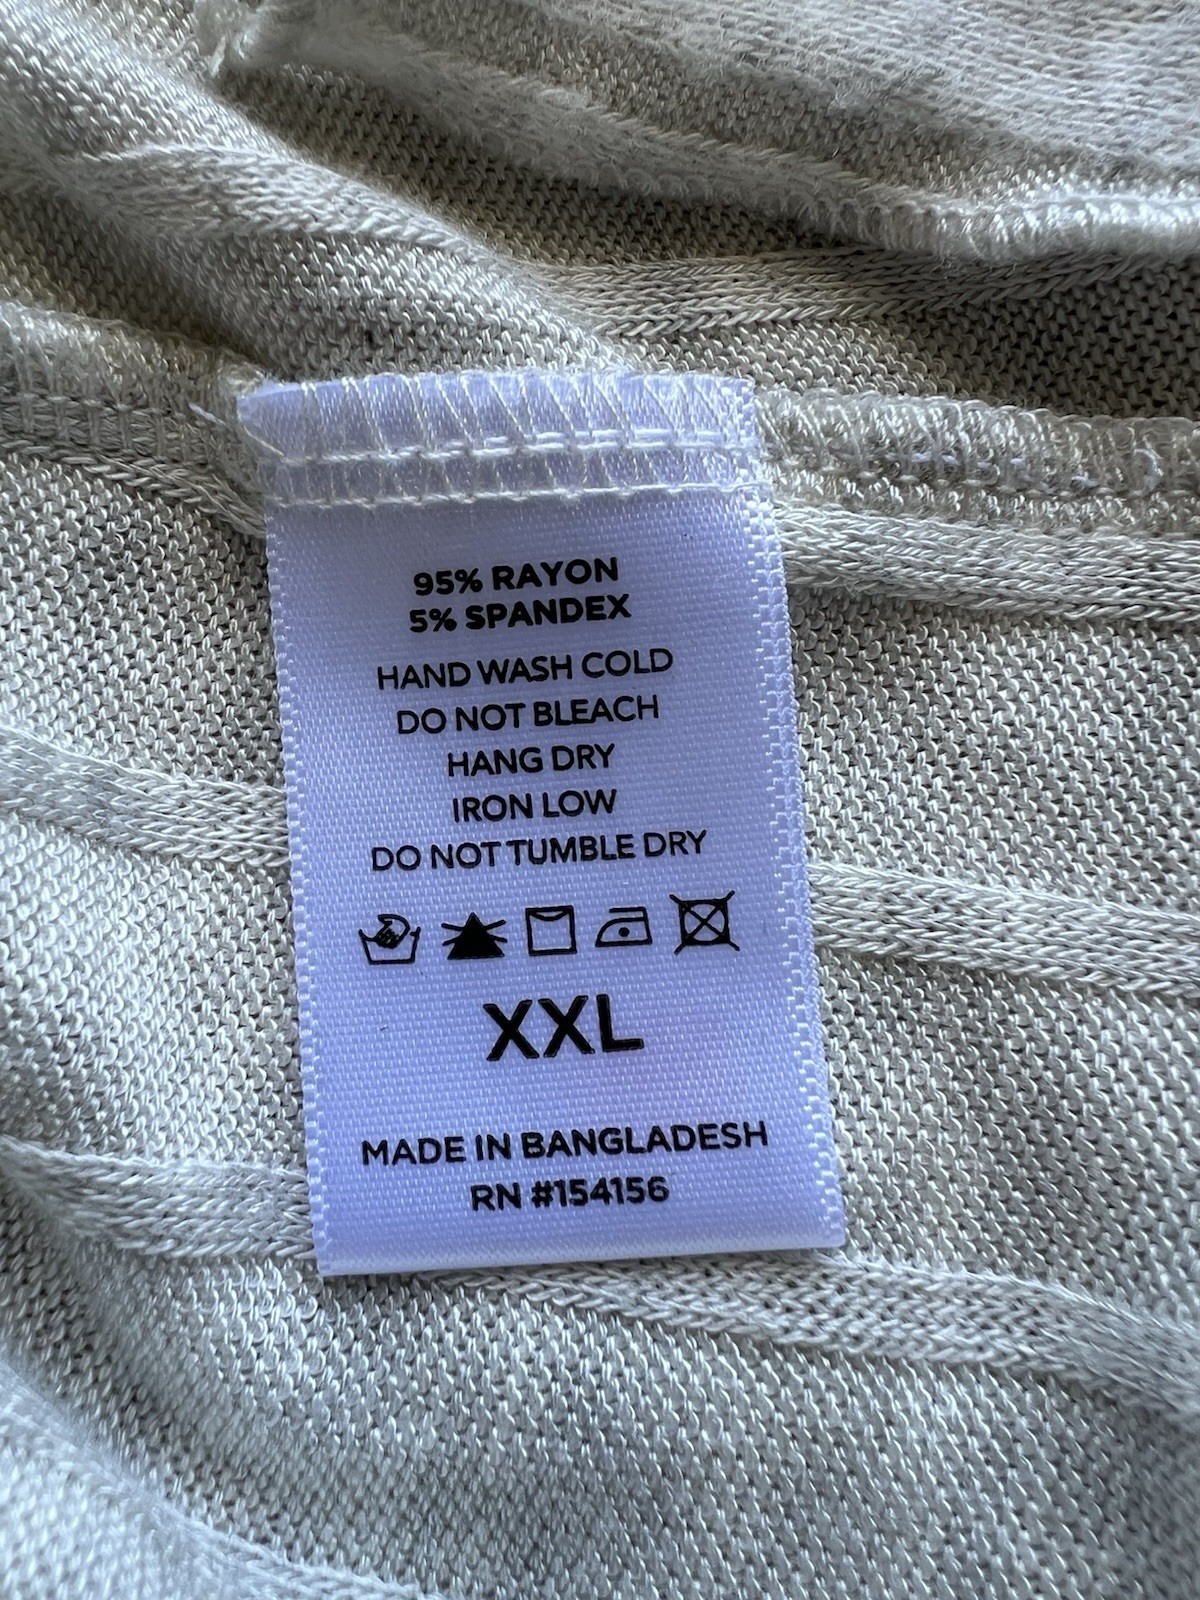 95% RAYON
5% SPANDEX
HAND WASH COLD
DO NOT BLEACH
HANG DRY
IRON LOW
DO NOT TUMBLE DRY
XXL
MADE IN BANGLADESH
RN #154156